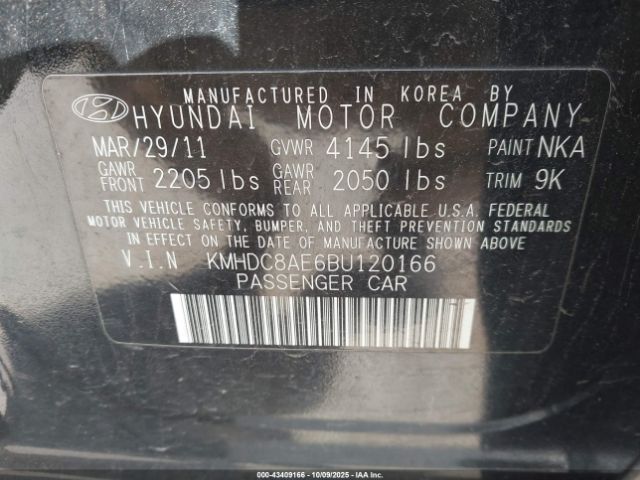 MANUFACTURED IN KOREA BY
HYUNDAI MOTOR COMPANY
MAR/29/11 GVWR 4145 lbs PAINT NKA
GAWR FRONT 2205 lbs GAWR REAR 2050 lbs TRIM 9K
THIS VEHICLE CONFORMS TO ALL APPLICABLE U.S.A. FEDERAL
MOTOR VEHICLE SAFETY, BUMPER, AND THEFT PREVENTION STANDARDS
IN EFFECT ON THE DATE OF MANUFACTURE SHOWN ABOVE.
V.I.N KMHDC8AE6BU120166
PASSENGER CAR
000-43409166 - 10/09/2025 - IAA, Inc.